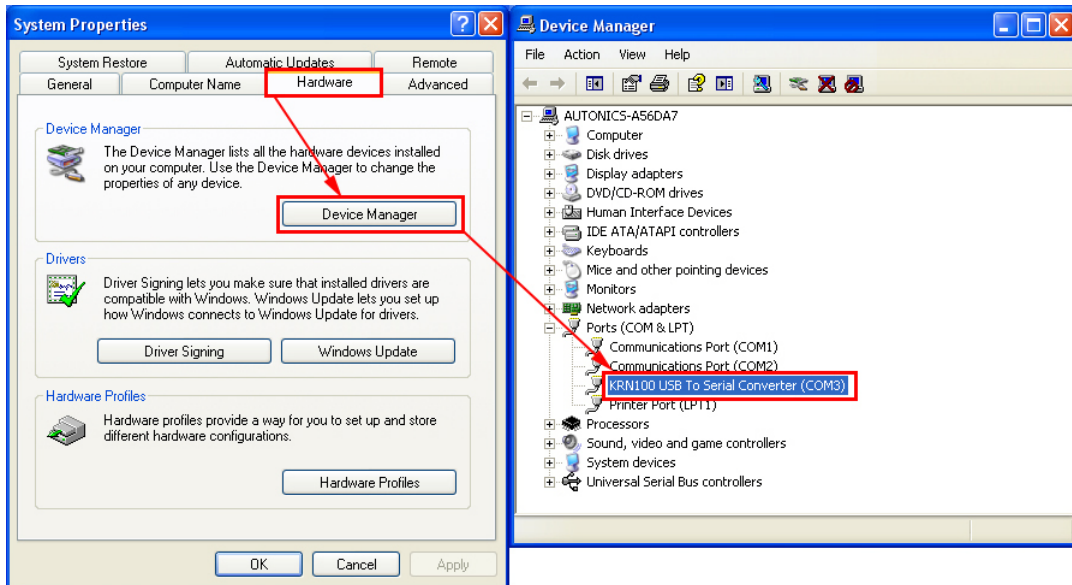 System Properties
System Restore
Automatic Updates
Remote
General
Computer Name
Hardware
Advanced
Device Manager
The Device Manager lists all the hardware devices installed
on your computer. Use the Device Manager to change the
properties of any device.
Device Manager
Drivers
Driver Signing lets you make sure that installed drivers are
compatible with Windows. Windows Update lets you set up
how Windows connects to Windows Update for drivers.
Driver Signing
Windows Update
Hardware Profiles
Hardware profiles provide a way for you to set up and store
different hardware configurations.
Hardware Profiles
OK
Cancel
Apply
Device Manager
File Action View Help
AUTONICS-A56DA7
Computer
Disk drives
Display adapters
DVD/CD-ROM drives
Human Interface Devices
IDE ATA/ATAPI controllers
Keyboards
Mice and other pointing devices
Monitors
Network adapters
Ports (COM & LPT)
Communications Port (COM1)
Communications Port (COM2)
KRN100 USB To Serial Converter (COM3)
Printer Port (LPT1)
Processors
Sound, video and game controllers
System devices
Universal Serial Bus controllers